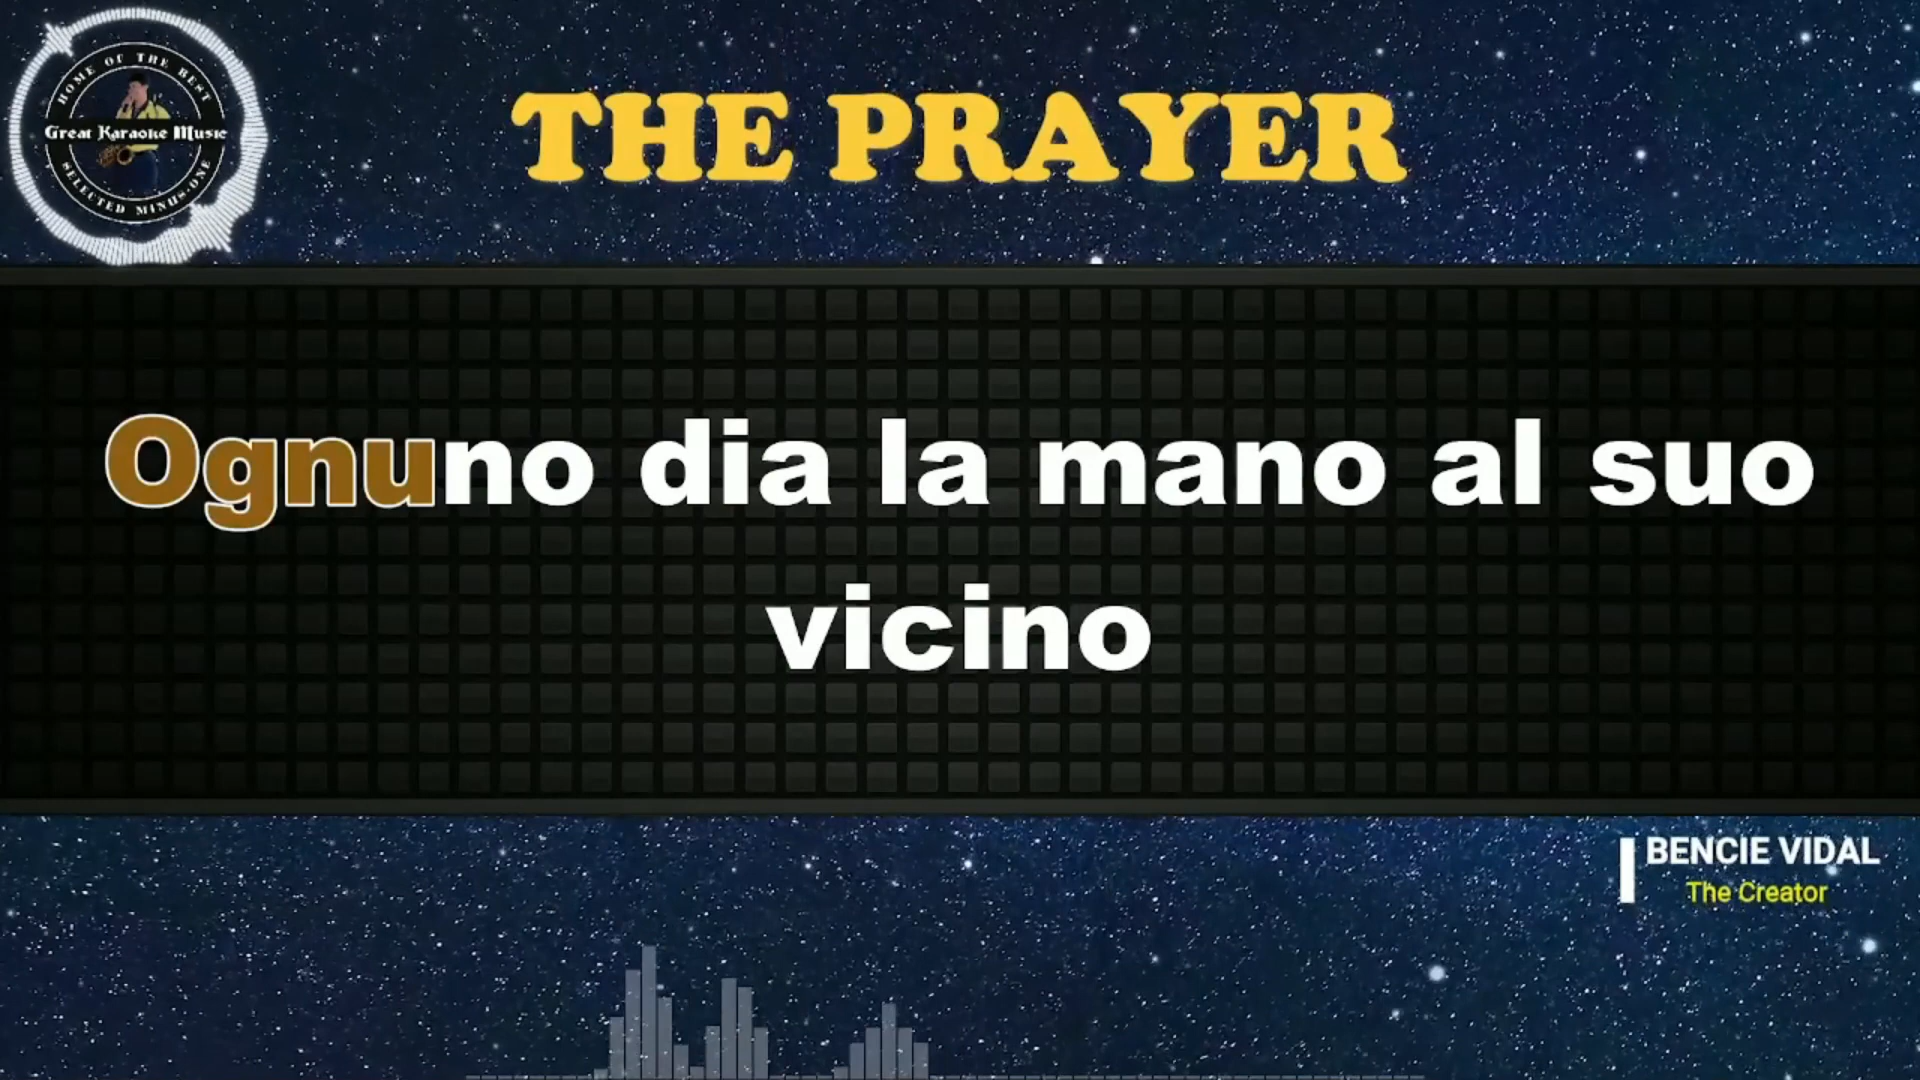 HOME OF THE BEST
Great Karaoke Music
SELECTED MINUS-ONE
THE PRAYER
Ognuno dia la mano al suo
vicino
BENCIE VIDAL
The Creator